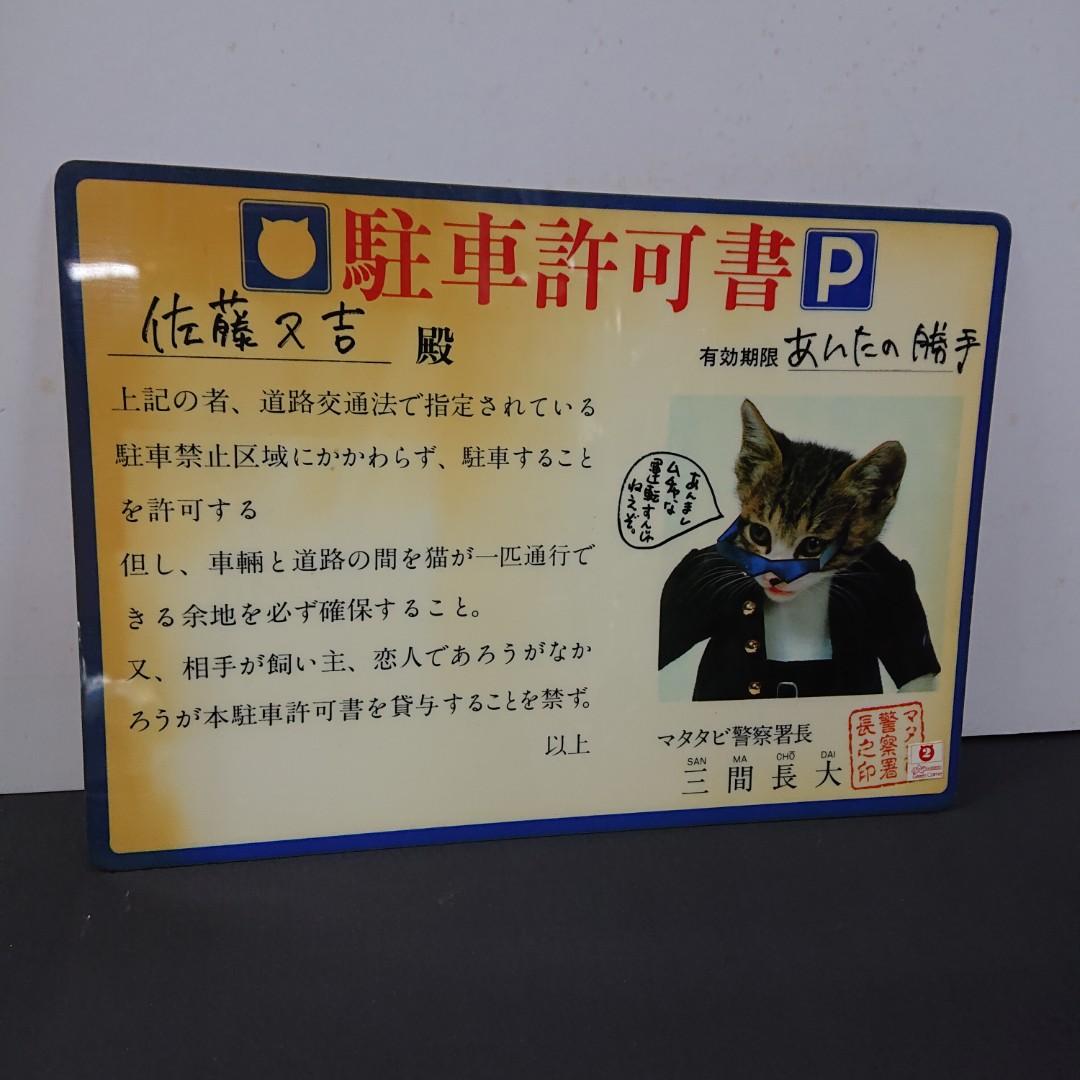 駐車許可書 P
佐藤又吉 殿
有効期限 あんたの勝手
上記の者、道路交通法で指定されている
駐車禁止区域にかかわらず、駐車すること
を許可する
但し、車輛と道路の間を猫が一匹通行で
きる余地を必ず確保すること。
又、相手が飼い主、恋人であろうがなか
ろうが本駐車許可書を貸与することを禁ず。
以上
あんまし
ムチャな
運転すんじゃ
ねえぞ。
マタタビ警察署長
SAN MA CHŌ DAI
三間長大
マタ
警察署
長之印
2